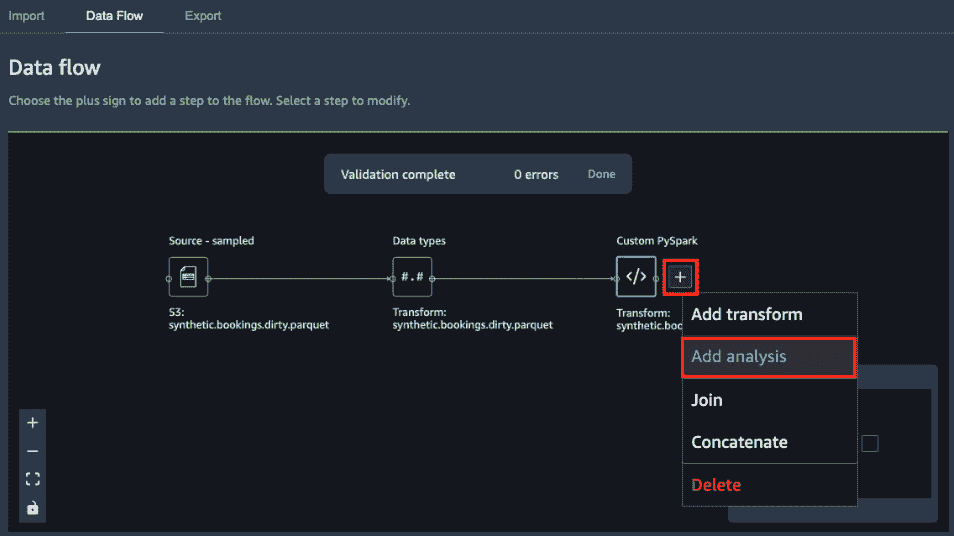 Import Data Flow Export
Data flow
Choose the plus sign to add a step to the flow. Select a step to modify.
Validation complete 0 errors Done
Source - sampled
Data types
Custom PySpark
#.#
</>
+
S3:
synthetic.bookings.dirty.parquet
Transform:
synthetic.bookings.dirty.parquet
Transform:
synthetic.boo
Add transform
Add analysis
Join
Concatenate
Delete